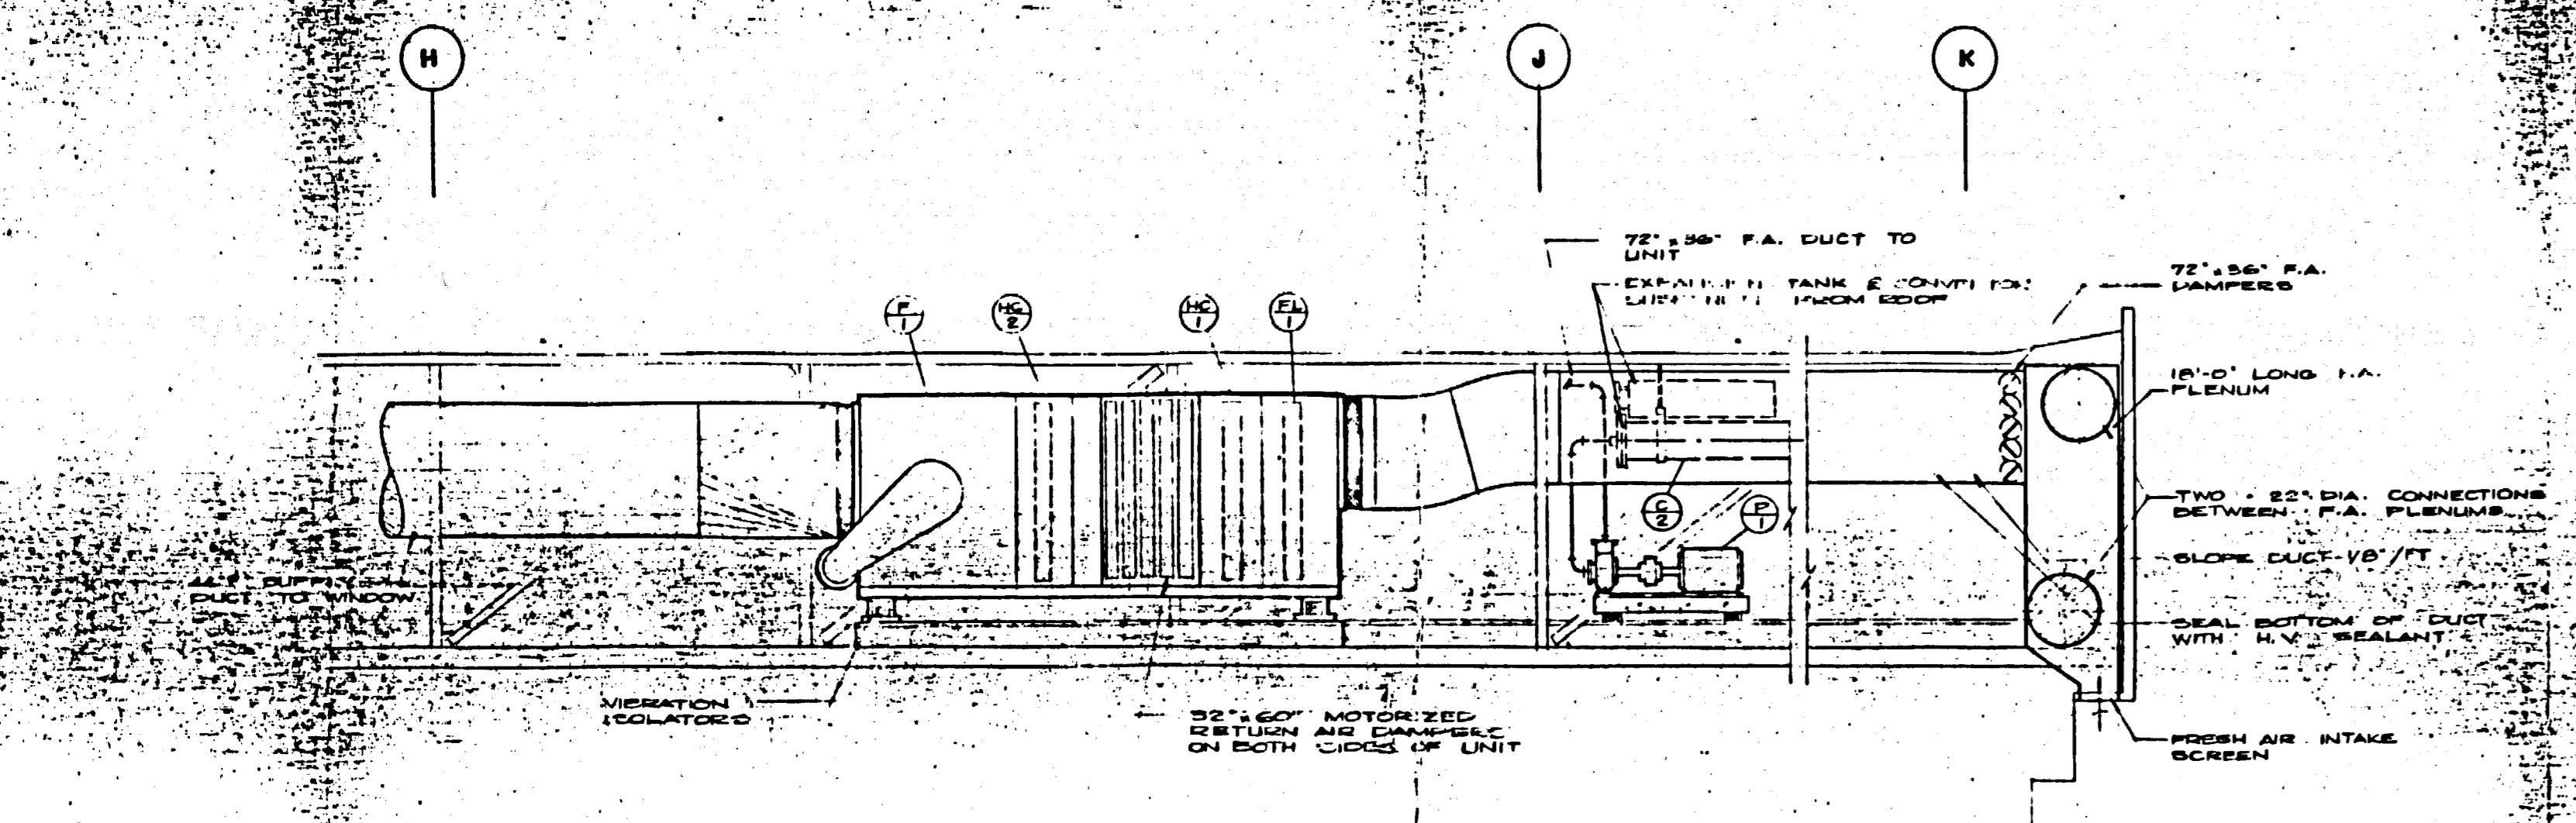 H
J
K
72" x 36" F.A. DUCT TO
UNIT
TANK &
FROM ROOF
72" x 36" F.A.
DAMPERS
F
1
HC
2
HC
1
FL
1
18'-0" LONG F.A.
PLENUM
C
2
P
1
TWO - 22" DIA. CONNECTIONS
BETWEEN F.A. PLENUMS
SLOPE DUCT 1/8"/FT
SEAL BOTTOM OF DUCT
WITH H.V. SEALANT
SUPPLY
DUCT TO WINDOW
VIBRATION
ISOLATORS
x 60" MOTORIZED
RETURN AIR DAMPERS
ON BOTH SIDES OF UNIT
FRESH AIR INTAKE
SCREEN